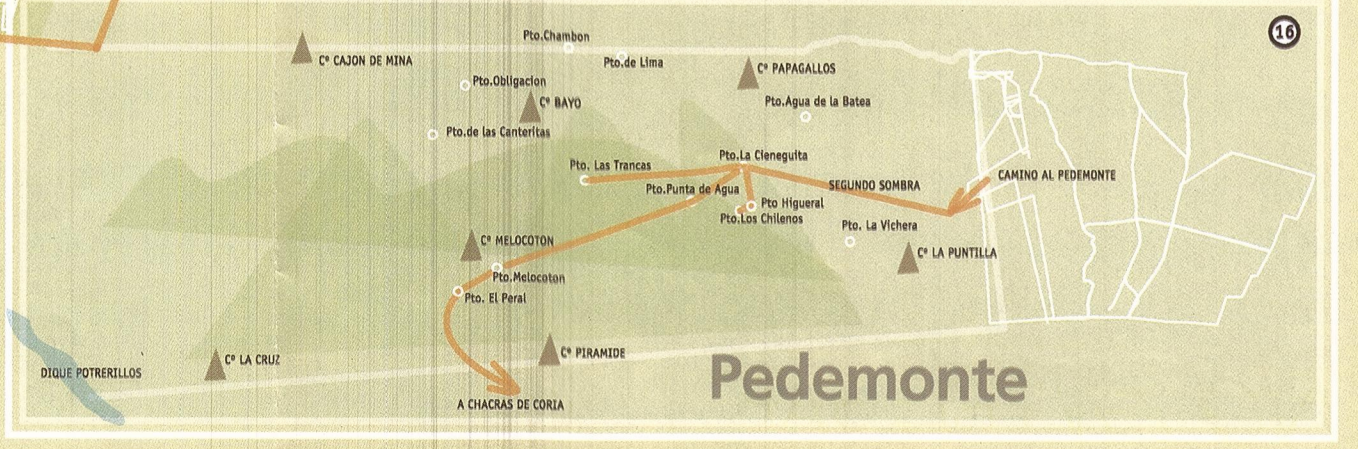 16
Pto.Chambon
Cº CAJON DE MINA
Pto.de Lima
Cº PAPAGALLOS
Pto.Obligacion
Cº BAYO
Pto.Agua de la Batea
Pto.de las Canteritas
Pto.La Cieneguita
Pto. Las Trancas
CAMINO AL PEDEMONTE
SEGUNDO SOMBRA
Pto.Punta de Agua
Pto Higueral
Pto.Los Chilenos
Pto. La Vichera
Cº MELOCOTON
Cº LA PUNTILLA
Pto.Melocoton
Pto. El Peral
Cº PIRAMIDE
Cº LA CRUZ
DIQUE POTRERILLOS
Pedemonte
A CHACRAS DE CORIA